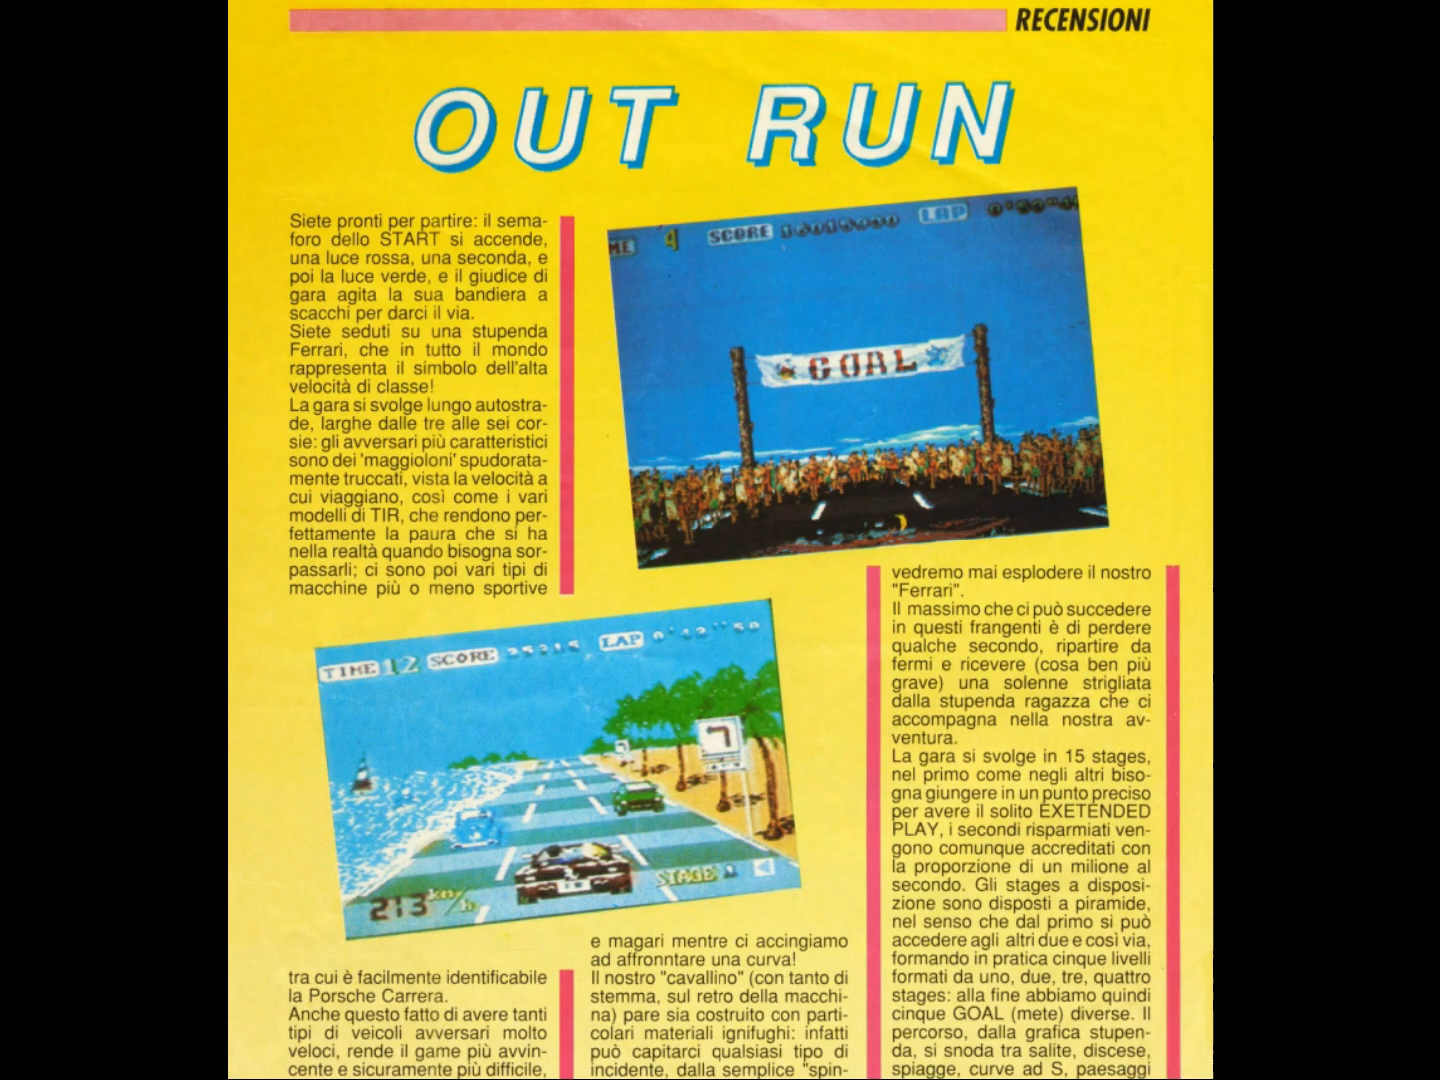 RECENSIONI
OUT RUN
Siete pronti per partire: il sema-
foro dello START si accende,
una luce rossa, una seconda, e
poi la luce verde, e il giudice di
gara agita la sua bandiera a
scacchi per darci il via.
Siete seduti su una stupenda
Ferrari, che in tutto il mondo
rappresenta il simbolo dell'alta
velocità di classe!
La gara si svolge lungo autostra-
de, larghe dalle tre alle sei cor-
sie: gli avversari più caratteristici
sono dei 'maggioloni' spudorata-
mente truccati, vista la velocità a
cui viaggiano, così come i vari
modelli di TIR, che rendono per-
fettamente la paura che si ha
nella realtà quando bisogna sor-
passarli; ci sono poi vari tipi di
macchine più o meno sportive
4 SCORE LAP
GOAL
TIME 12 SCORE LAP
STAGE
213 km/h
tra cui è facilmente identificabile
la Porsche Carrera.
Anche questo fatto di avere tanti
tipi di veicoli avversari molto
veloci, rende il game più avvin-
cente e sicuramente più difficile,
e magari mentre ci accingiamo
ad affronntare una curva!
Il nostro "cavallino" (con tanto di
stemma, sul retro della macchi-
na) pare sia costruito con parti-
colari materiali ignifughi: infatti
può capitarci qualsiasi tipo di
incidente, dalla semplice "spin-
vedremo mai esplodere il nostro
"Ferrari".
Il massimo che ci può succedere
in questi frangenti è di perdere
qualche secondo, ripartire da
fermi e ricevere (cosa ben più
grave) una solenne strigliata
dalla stupenda ragazza che ci
accompagna nella nostra av-
ventura.
La gara si svolge in 15 stages,
nel primo come negli altri biso-
gna giungere in un punto preciso
per avere il solito EXETENDED
PLAY, i secondi risparmiati ven-
gono comunque accreditati con
la proporzione di un milione al
secondo. Gli stages a disposi-
zione sono disposti a piramide,
nel senso che dal primo si può
accedere agli altri due e così via,
formando in pratica cinque livelli
formati da uno, due, tre, quattro
stages: alla fine abbiamo quindi
cinque GOAL (mete) diverse. Il
percorso, dalla grafica stupen-
da, si snoda tra salite, discese,
spiagge, curve ad S, paesaggi